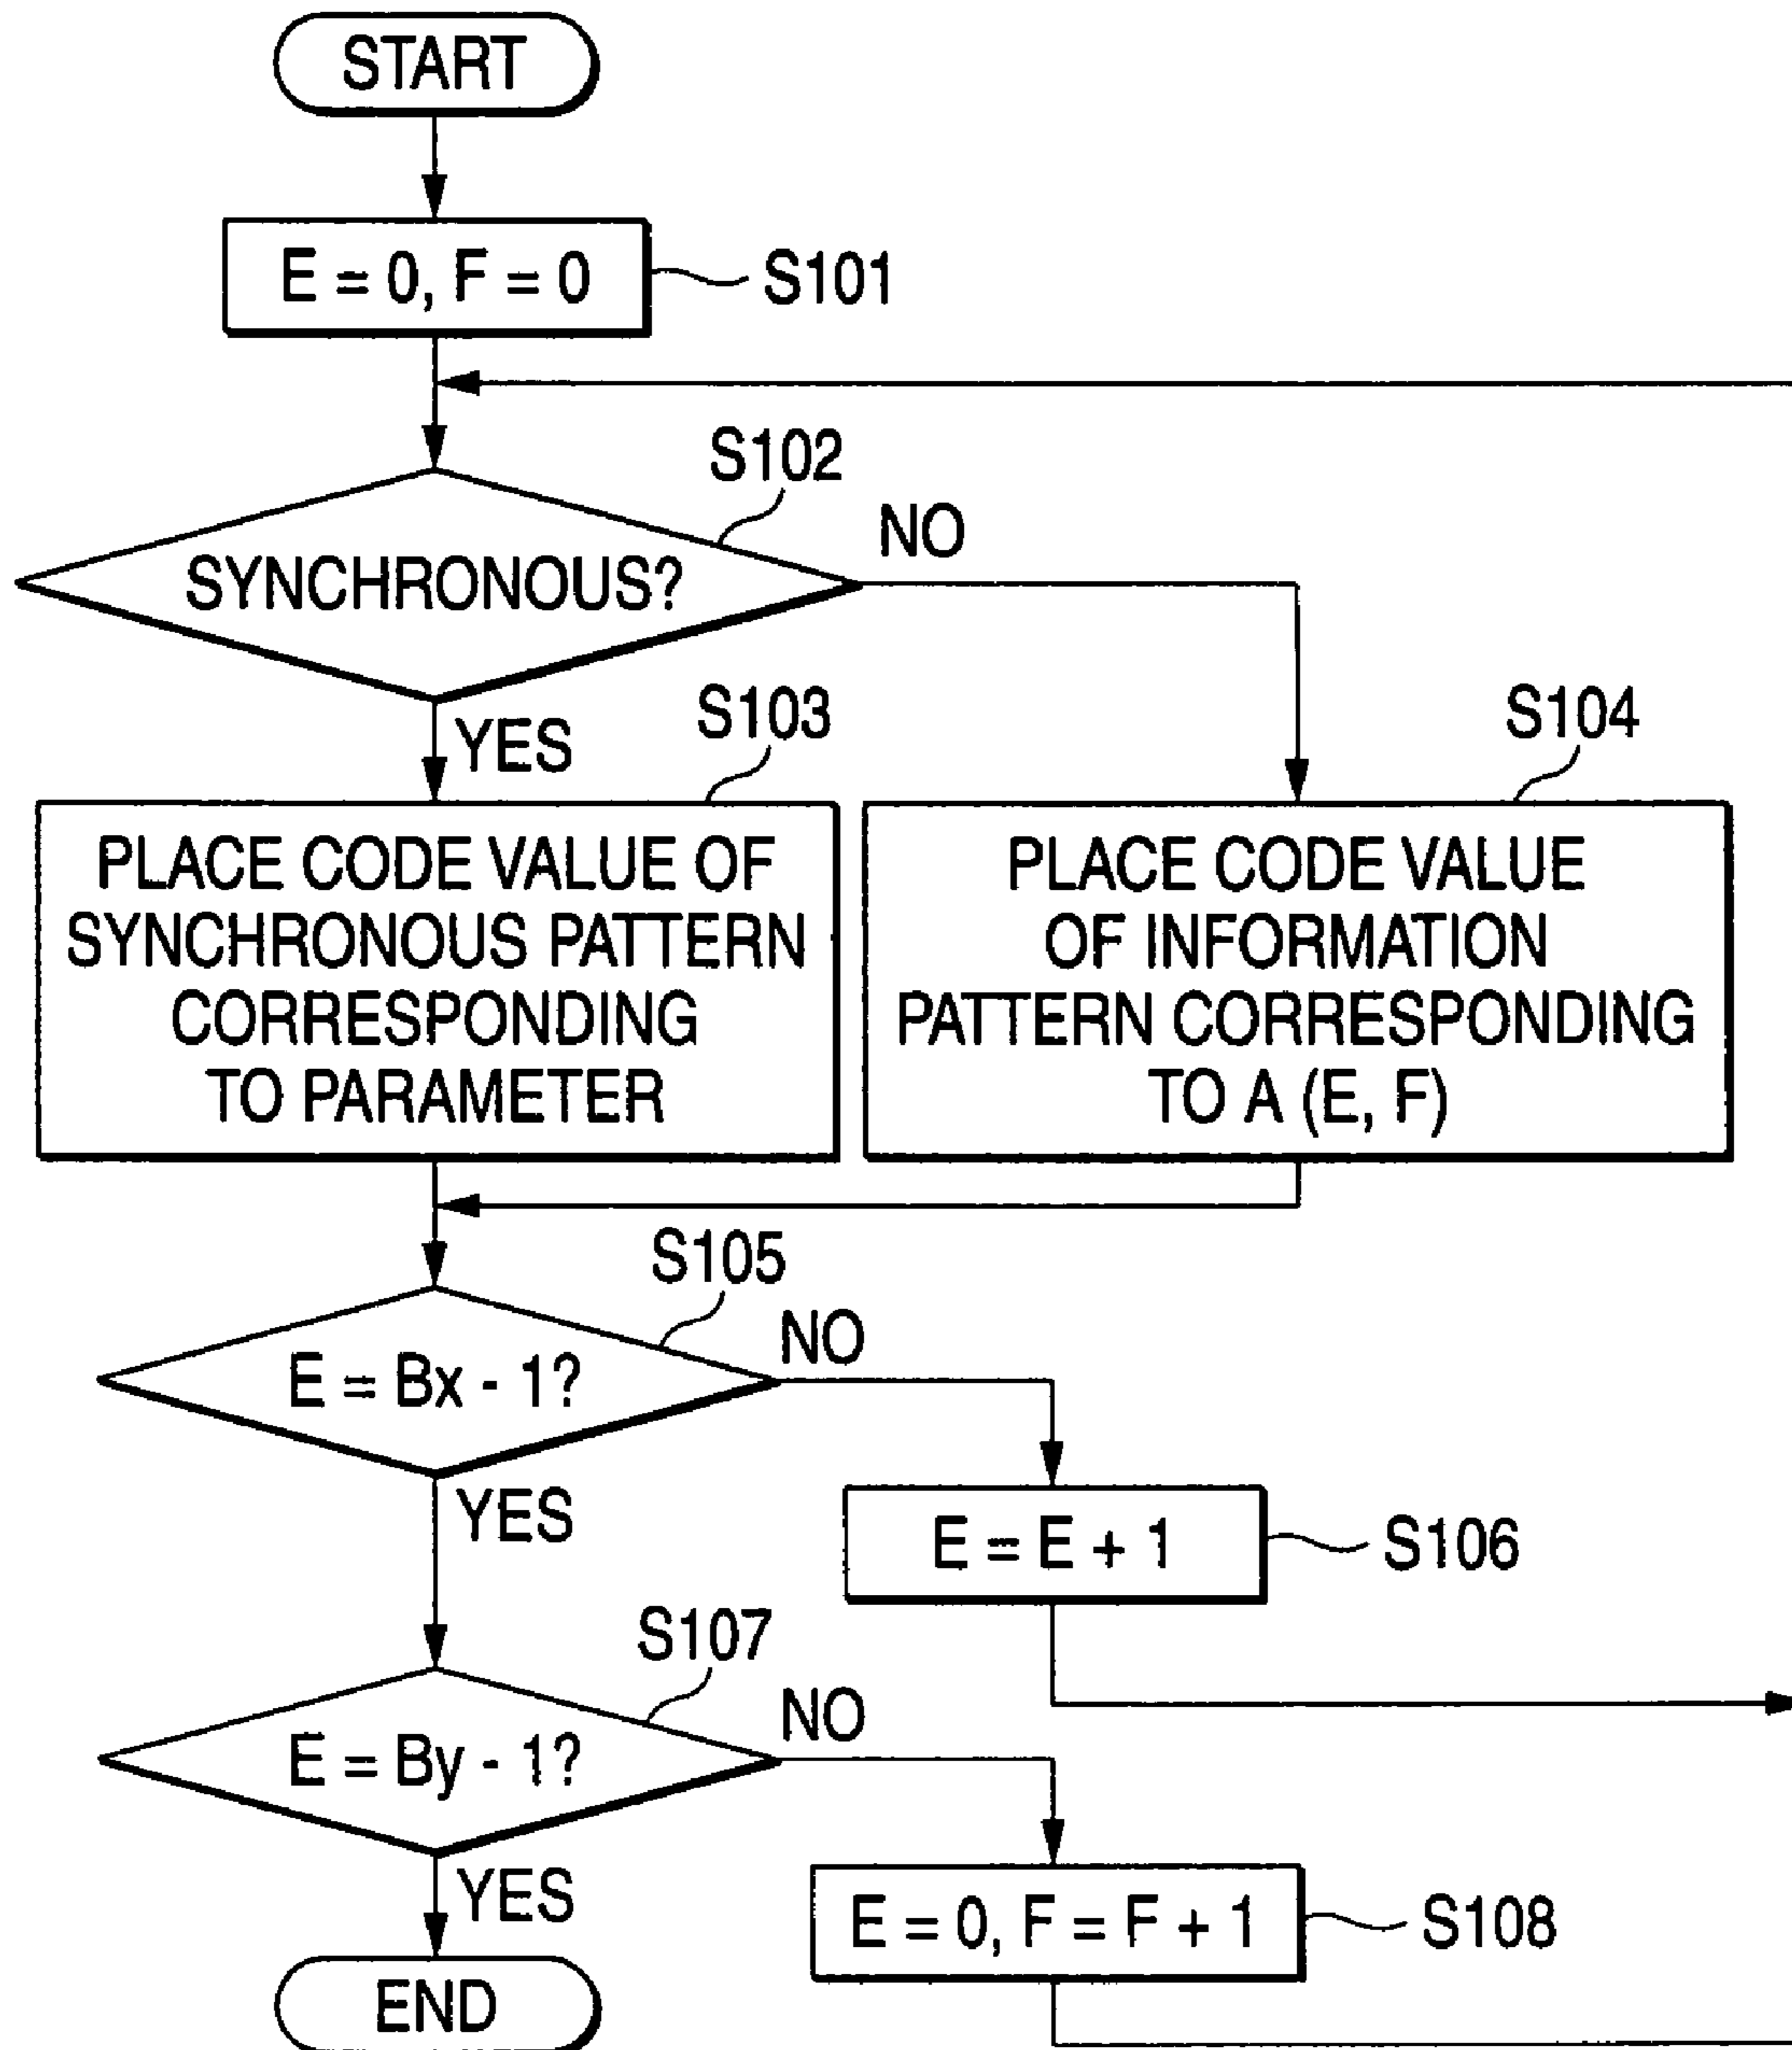 START
E = 0, F = 0
S101
S102
SYNCHRONOUS?
NO
YES
S103
PLACE CODE VALUE OF
SYNCHRONOUS PATTERN
CORRESPONDING
TO PARAMETER
S104
PLACE CODE VALUE
OF INFORMATION
PATTERN CORRESPONDING
TO A (E, F)
S105
E = Bx - 1?
NO
YES
E = E + 1
S106
S107
E = By - 1?
NO
YES
E = 0, F = F + 1
S108
END